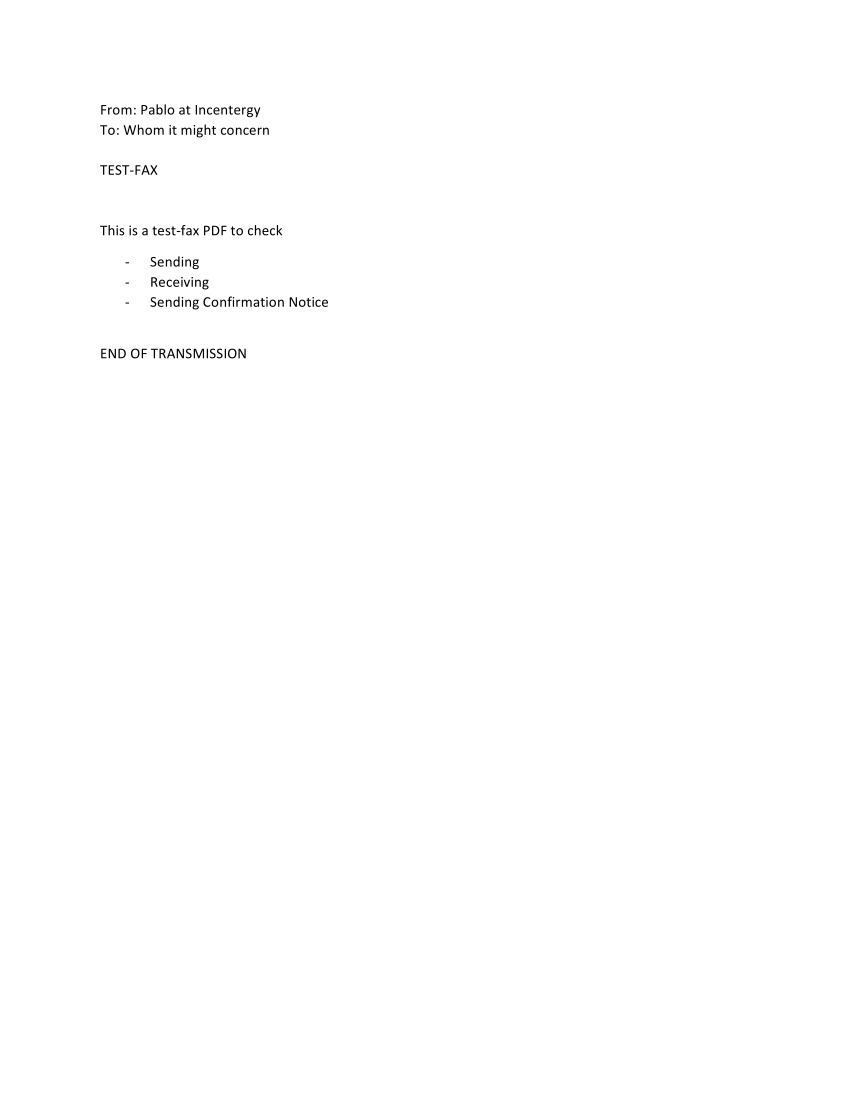 From: Pablo at Incentergy
To: Whom it might concern
TEST-FAX
This is a test-fax PDF to check
- Sending
- Receiving
- Sending Confirmation Notice
END OF TRANSMISSION